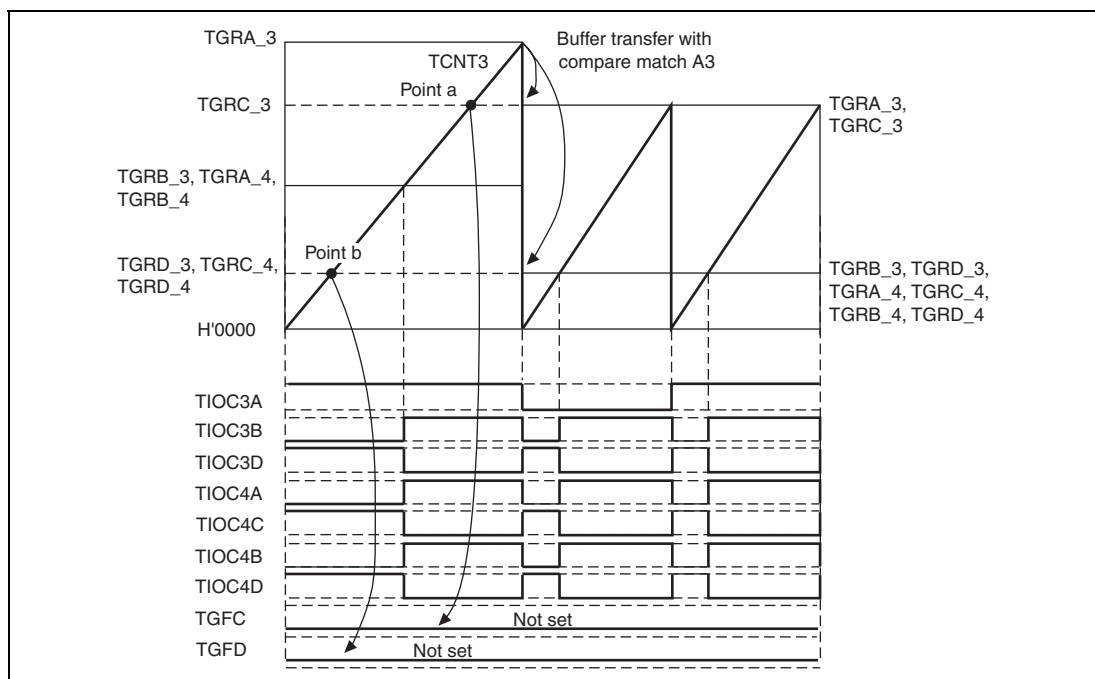 TGRA_3
TCNT3
Buffer transfer with
compare match A3
Point a
TGRC_3
TGRA_3,
TGRC_3
TGRB_3, TGRA_4,
TGRB_4
Point b
TGRD_3, TGRC_4,
TGRD_4
TGRB_3, TGRD_3,
TGRA_4, TGRC_4,
TGRB_4, TGRD_4
H'0000
TIOC3A
TIOC3B
TIOC3D
TIOC4A
TIOC4C
TIOC4B
TIOC4D
TGFC
Not set
TGFD
Not set